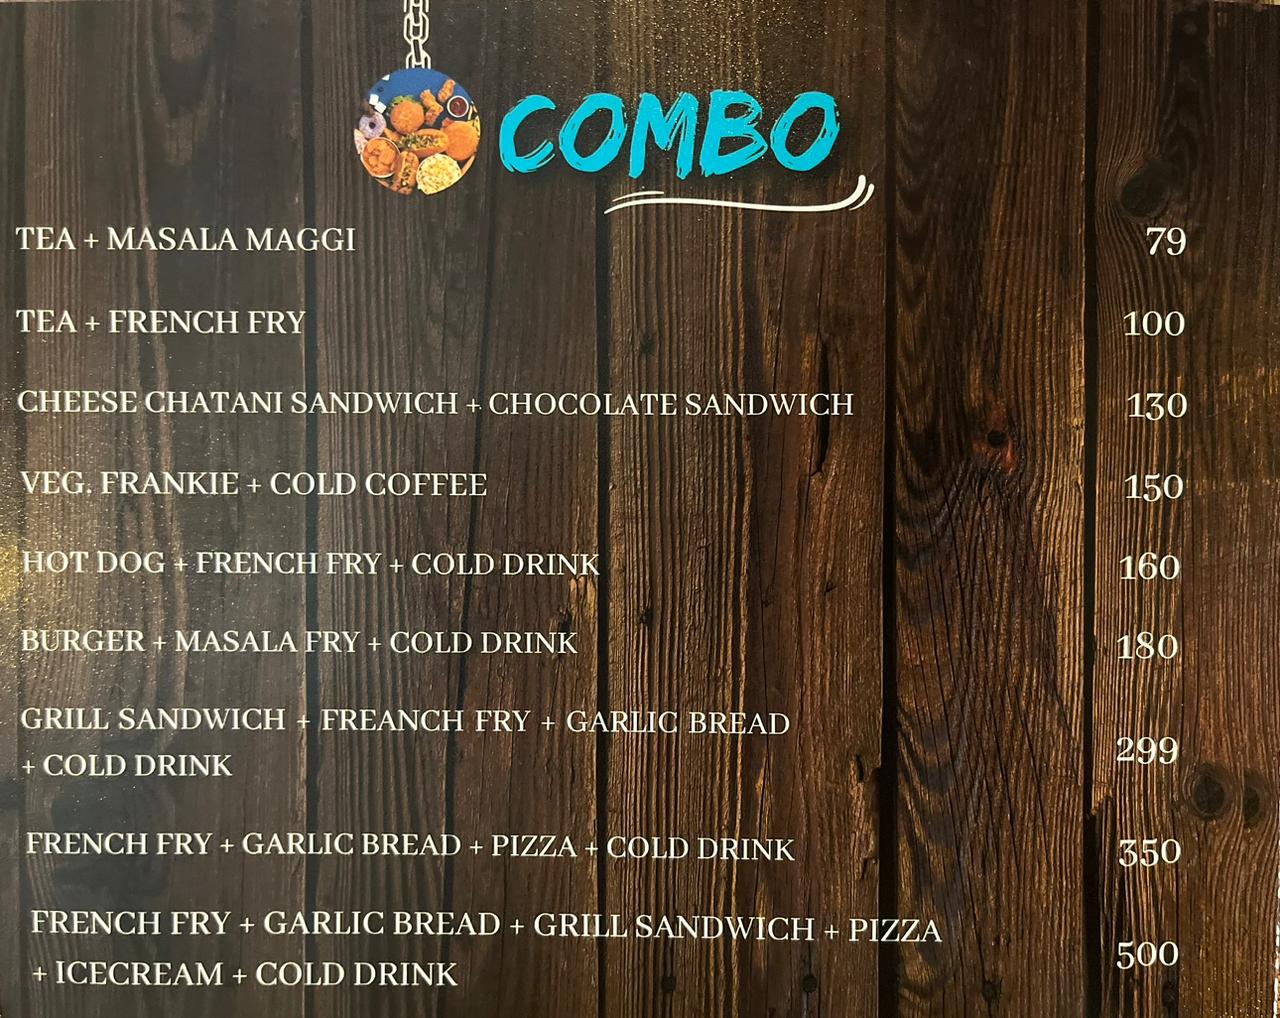 COMBO
TEA + MASALA MAGGI 79
TEA + FRENCH FRY 100
CHEESE CHATANI SANDWICH + CHOCOLATE SANDWICH 130
VEG. FRANKIE + COLD COFFEE 150
HOT DOG + FRENCH FRY + COLD DRINK 160
BURGER + MASALA FRY + COLD DRINK 180
GRILL SANDWICH + FREANCH FRY + GARLIC BREAD
+ COLD DRINK 299
FRENCH FRY + GARLIC BREAD + PIZZA + COLD DRINK 350
FRENCH FRY + GARLIC BREAD + GRILL SANDWICH + PIZZA
+ ICECREAM + COLD DRINK 500